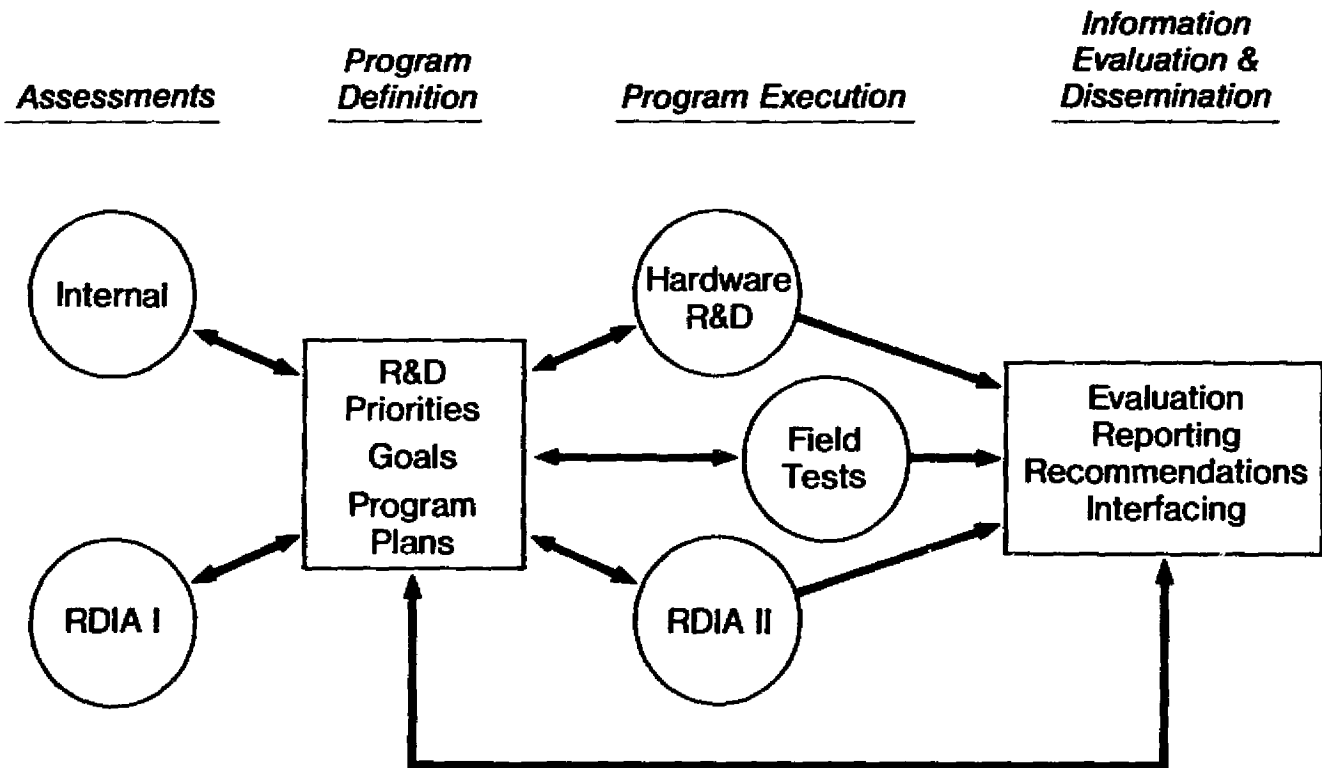 Assessments
Program
Definition
Program Execution
Information
Evaluation &
Dissemination
Internal
RDIA I
R&D
Priorities
Goals
Program
Plans
Hardware
R&D
Field
Tests
RDIA II
Evaluation
Reporting
Recommendations
Interfacing